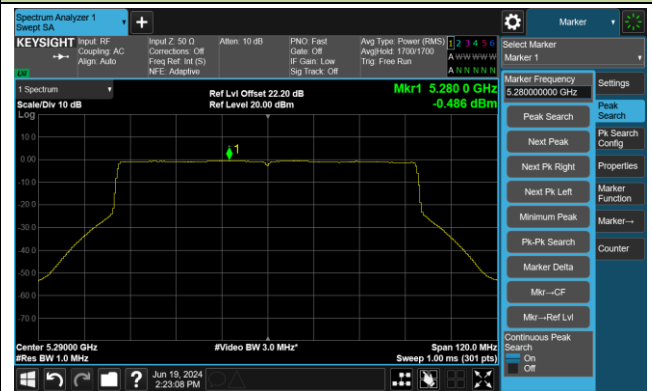 Spectrum Analyzer 1
Swept SA
+
Marker
KEYSIGHT
Input: RF
Coupling: AC
Align: Auto
Input Z: 50 Ω
Corrections: Off
Freq Ref: Int (S)
NFE: Adaptive
Atten: 10 dB
PNO: Fast
Gate: Off
IF Gain: Low
Sig Track: Off
Avg Type: Power (RMS)
Avg|Hold: 1700/1700
Trig: Free Run
1 2 3 4 5 6
A W W W W W
A N N N N N
LXI
Select Marker
Marker 1
1 Spectrum
Scale/Div 10 dB
Log
Ref Lvl Offset 22.20 dB
Ref Level 20.00 dBm
Mkr1 5.280 0 GHz
-0.486 dBm
10.0
0.00
-10.0
-20.0
-30.0
-40.0
-50.0
-60.0
-70.0
1
Center 5.29000 GHz
#Res BW 1.0 MHz
#Video BW 3.0 MHz*
Span 120.0 MHz
Sweep 1.00 ms (301 pts)
Marker Frequency
5.280000000 GHz
Peak Search
Next Peak
Next Pk Right
Next Pk Left
Minimum Peak
Pk-Pk Search
Marker Delta
Mkr→CF
Mkr→Ref Lvl
Continuous Peak
Search
On
Off
Settings
Peak
Search
Pk Search
Config
Properties
Marker
Function
Marker→
Counter
?
Jun 19, 2024
2:23:08 PM